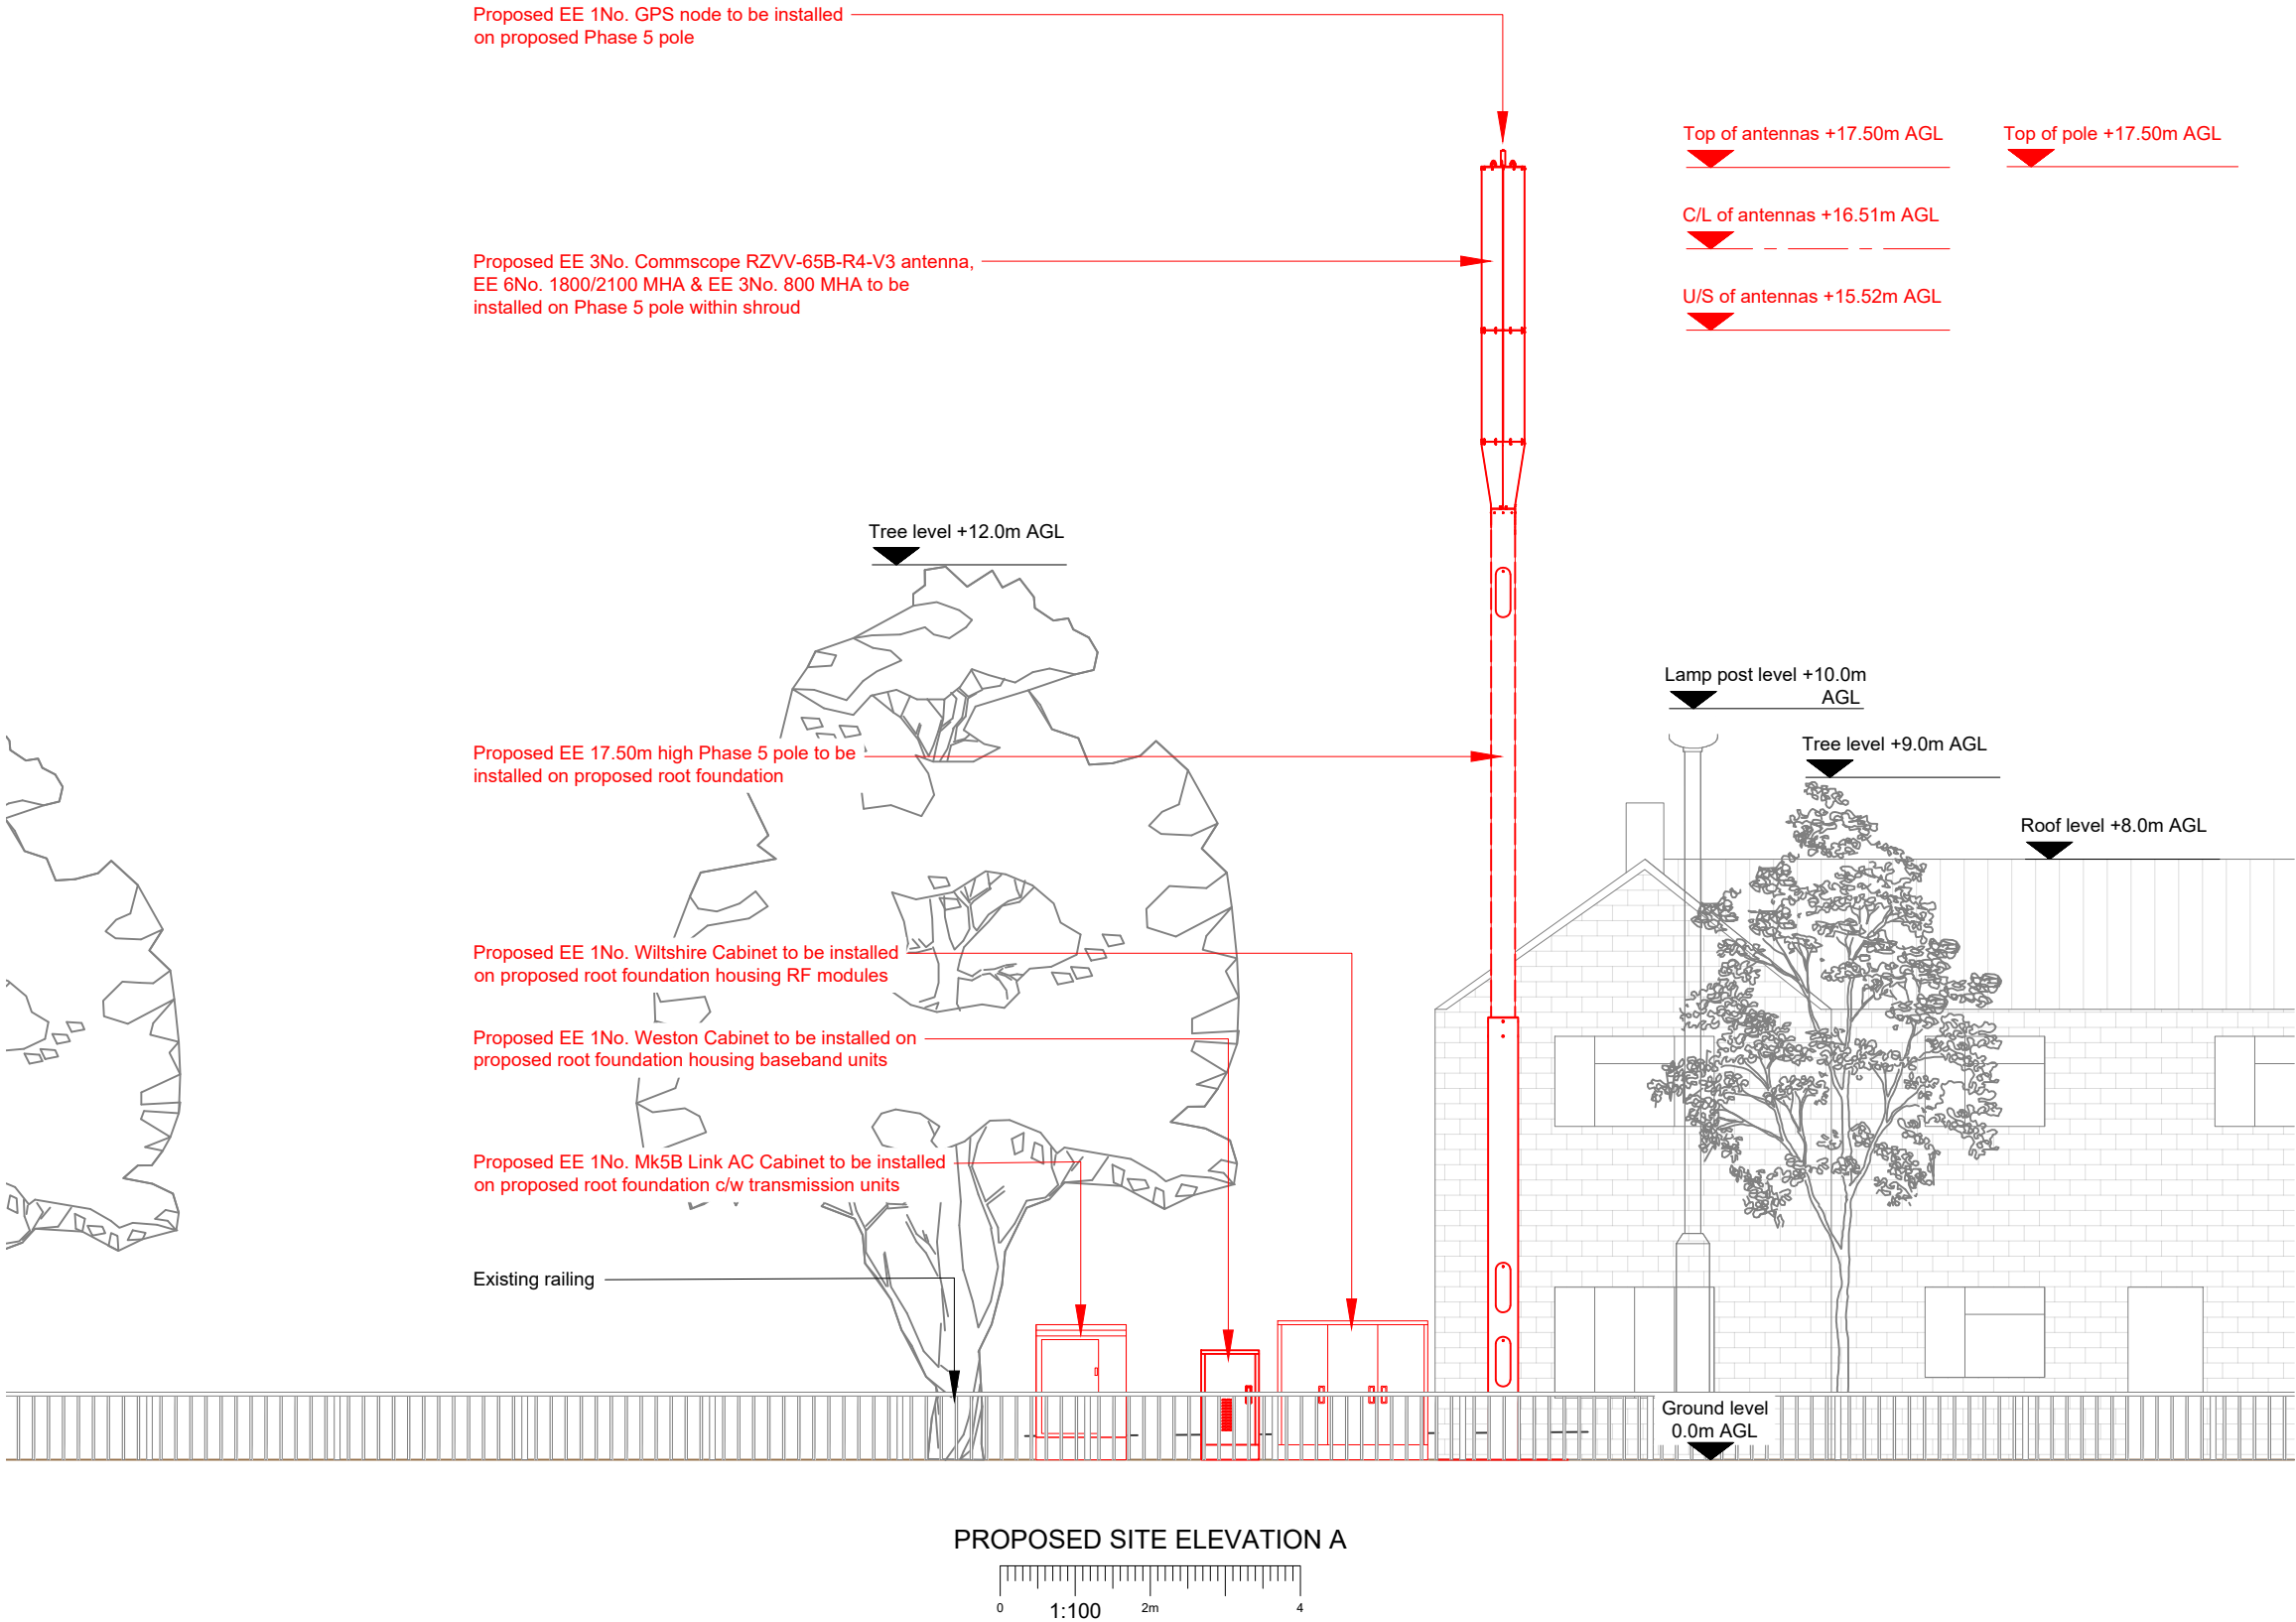 Proposed EE 1No. GPS node to be installed
on proposed Phase 5 pole
Top of antennas +17.50m AGL
Top of pole +17.50m AGL
C/L of antennas +16.51m AGL
Proposed EE 3No. Commscope RZVV-65B-R4-V3 antenna,
EE 6No. 1800/2100 MHA & EE 3No. 800 MHA to be
installed on Phase 5 pole within shroud
U/S of antennas +15.52m AGL
Tree level +12.0m AGL
Lamp post level +10.0m
AGL
Tree level +9.0m AGL
Proposed EE 17.50m high Phase 5 pole to be
installed on proposed root foundation
Roof level +8.0m AGL
Proposed EE 1No. Wiltshire Cabinet to be installed
on proposed root foundation housing RF modules
Proposed EE 1No. Weston Cabinet to be installed on
proposed root foundation housing baseband units
Proposed EE 1No. Mk5B Link AC Cabinet to be installed
on proposed root foundation c/w transmission units
Existing railing
Ground level
0.0m AGL
PROPOSED SITE ELEVATION A
0 1:100 2m 4